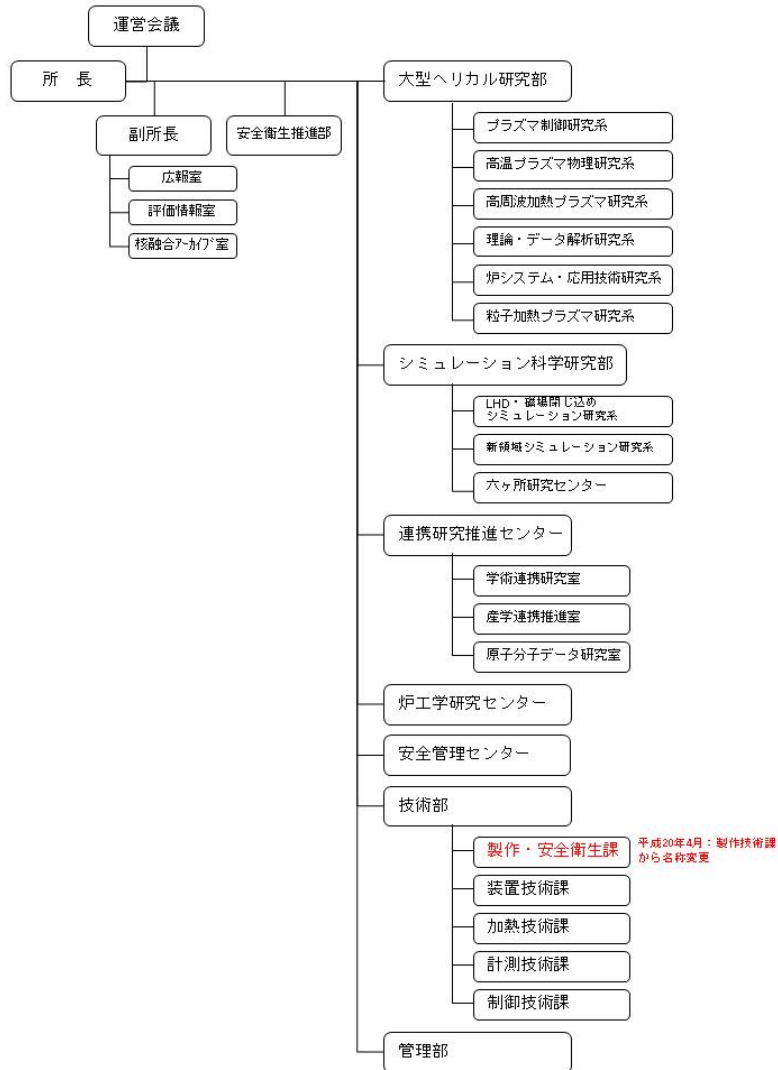 運営会議
所　長
大型ヘリカル研究部
副所長
安全衛生推進部
広報室
評価情報室
核融合ｱｰｶｲﾌﾞ室
プラズマ制御研究系
高温プラズマ物理研究系
高周波加熱プラズマ研究系
理論・データ解析研究系
炉システム・応用技術研究系
粒子加熱プラズマ研究系
シミュレーション科学研究部
LHD・磁場閉じ込め
シミュレーション研究系
新領域シミュレーション研究系
六ヶ所研究センター
連携研究推進センター
学術連携研究室
産学連携推進室
原子分子データ研究室
炉工学研究センター
安全管理センター
技術部
製作・安全衛生課
平成20年4月：製作技術課
から名称変更
装置技術課
加熱技術課
計測技術課
制御技術課
管理部